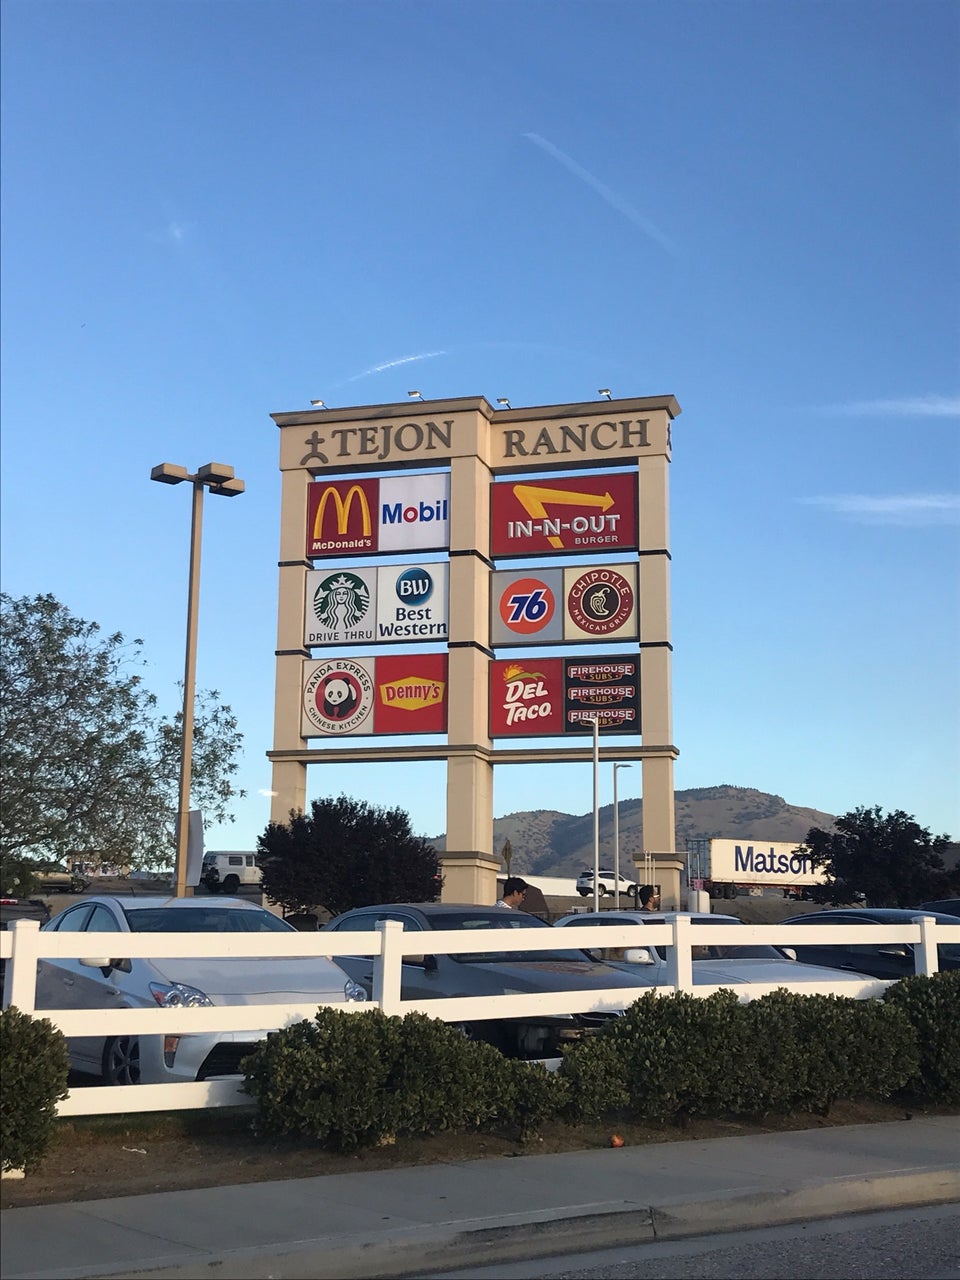 TEJON RANCH
McDonald's
Mobil
IN-N-OUT
BURGER
DRIVE THRU
BW
Best
Western
76
CHIPOTLE
MEXICAN GRILL
PANDA EXPRESS
CHINESE KITCHEN
Denny's
DEL
TACO
FIREHOUSE
SUBS
FIREHOUSE
SUBS
FIREHOUSE
SUBS
Matson